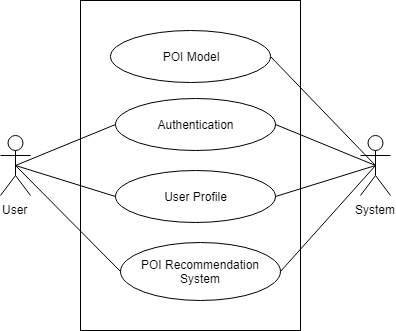 POI Model
Authentication
User Profile
User
System
POI Recommendation
System